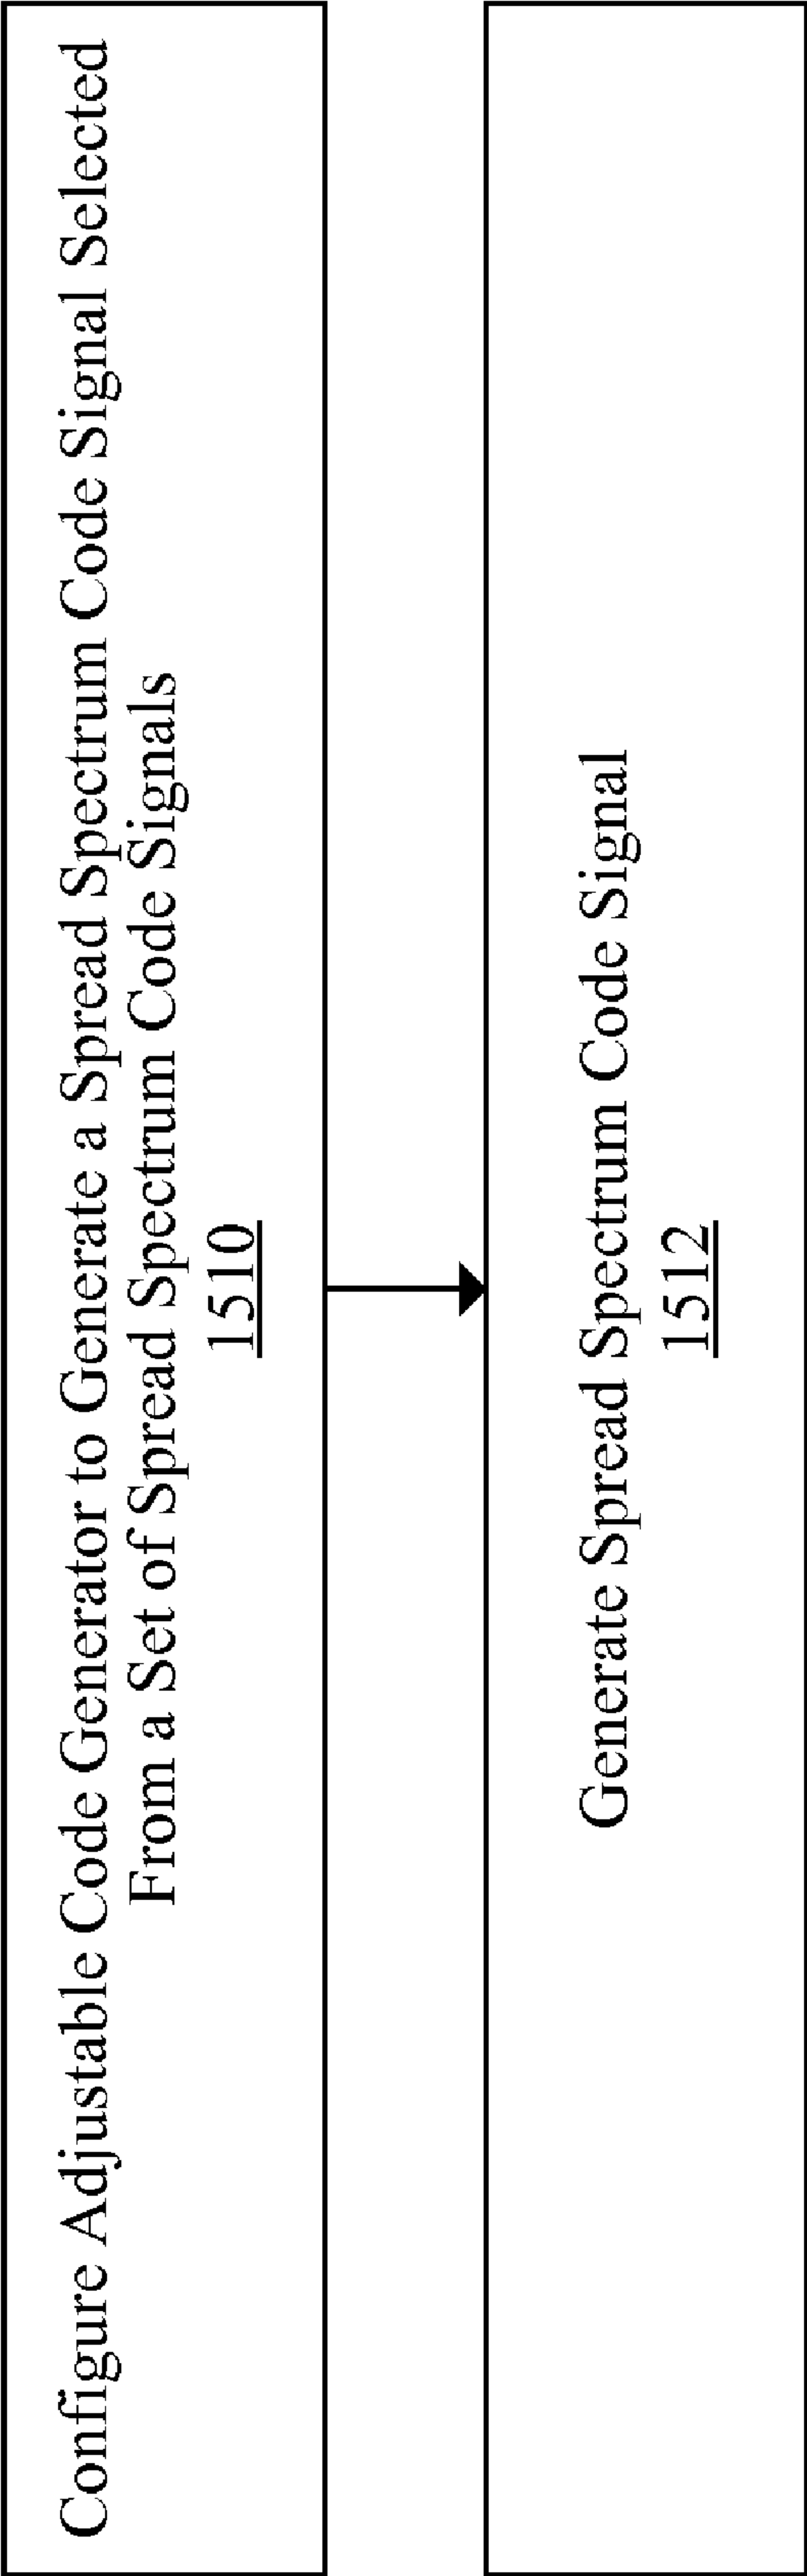 Configure Adjustable Code Generator to Generate a Spread Spectrum Code Signal Selected
From a Set of Spread Spectrum Code Signals
1510
Generate Spread Spectrum Code Signal
1512